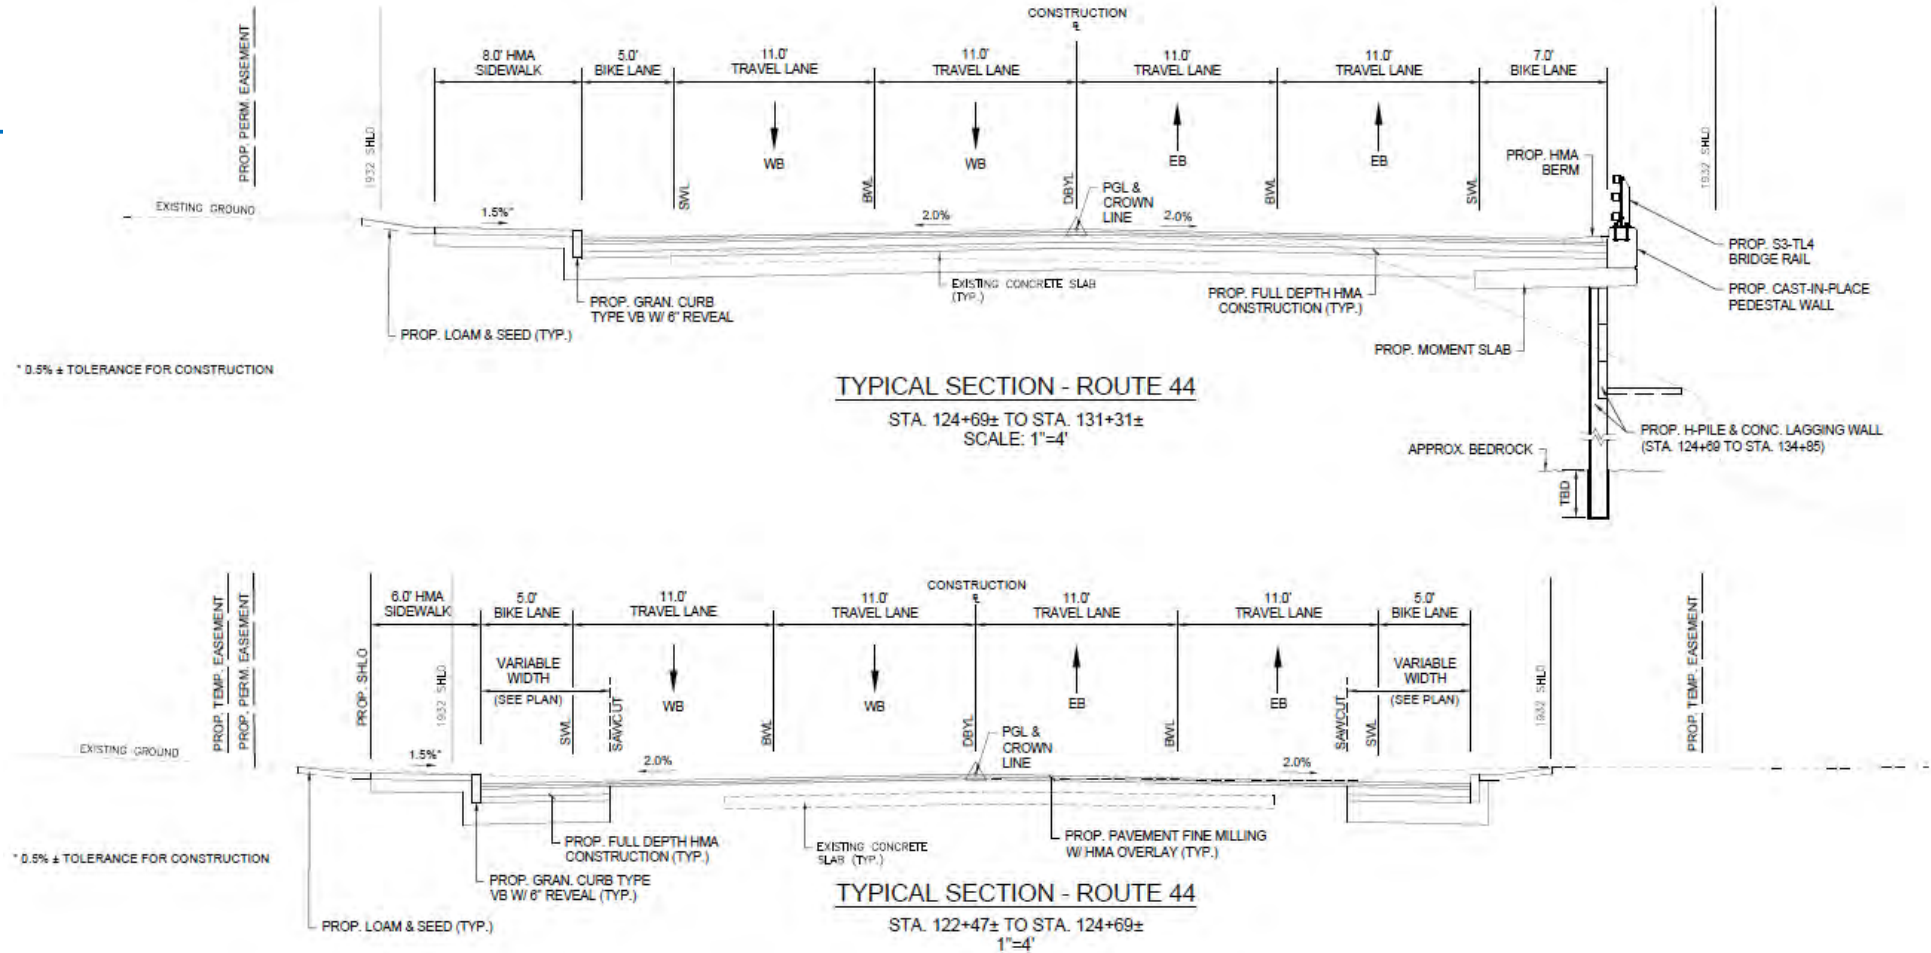 CONSTRUCTION
℄
8.0' HMA
SIDEWALK
5.0'
BIKE LANE
11.0'
TRAVEL LANE
11.0'
TRAVEL LANE
11.0'
TRAVEL LANE
11.0'
TRAVEL LANE
7.0'
BIKE LANE
PROP. PERM. EASEMENT
1932 SHLO
WB
WB
EB
EB
SWL
BWL
DBYL
BWL
SWL
1932 SHLO
PROP. HMA
BERM
PGL &
CROWN
LINE
EXISTING GROUND
1.5%*
2.0%
2.0%
PROP. S3-TL4
BRIDGE RAIL
EXISTING CONCRETE SLAB
(TYP.)
PROP. FULL DEPTH HMA
CONSTRUCTION (TYP.)
PROP. CAST-IN-PLACE
PEDESTAL WALL
PROP. GRAN. CURB
TYPE VB W/ 6" REVEAL
PROP. LOAM & SEED (TYP.)
PROP. MOMENT SLAB
* 0.5% ± TOLERANCE FOR CONSTRUCTION
TYPICAL SECTION - ROUTE 44
STA. 124+69± TO STA. 131+31±
SCALE: 1"=4'
PROP. H-PILE & CONC. LAGGING WALL
(STA. 124+69 TO STA. 134+85)
APPROX. BEDROCK
TBD
CONSTRUCTION
℄
6.0' HMA
SIDEWALK
5.0'
BIKE LANE
11.0'
TRAVEL LANE
11.0'
TRAVEL LANE
11.0'
TRAVEL LANE
11.0'
TRAVEL LANE
5.0'
BIKE LANE
PROP. TEMP. EASEMENT
PROP. PERM. EASEMENT
PROP. SHLO
1932 SHLO
VARIABLE
WIDTH
(SEE PLAN)
VARIABLE
WIDTH
(SEE PLAN)
WB
WB
EB
EB
SWL
SAWCUT
BWL
DBYL
BWL
SAWCUT
SWL
1932 SHLO
PROP. TEMP. EASEMENT
PGL &
CROWN
LINE
EXISTING GROUND
1.5%*
2.0%
2.0%
PROP. FULL DEPTH HMA
CONSTRUCTION (TYP.)
EXISTING CONCRETE
SLAB (TYP.)
PROP. PAVEMENT FINE MILLING
W/ HMA OVERLAY (TYP.)
* 0.5% ± TOLERANCE FOR CONSTRUCTION
PROP. GRAN. CURB TYPE
VB W/ 6" REVEAL (TYP.)
PROP. LOAM & SEED (TYP.)
TYPICAL SECTION - ROUTE 44
STA. 122+47± TO STA. 124+69±
1"=4'